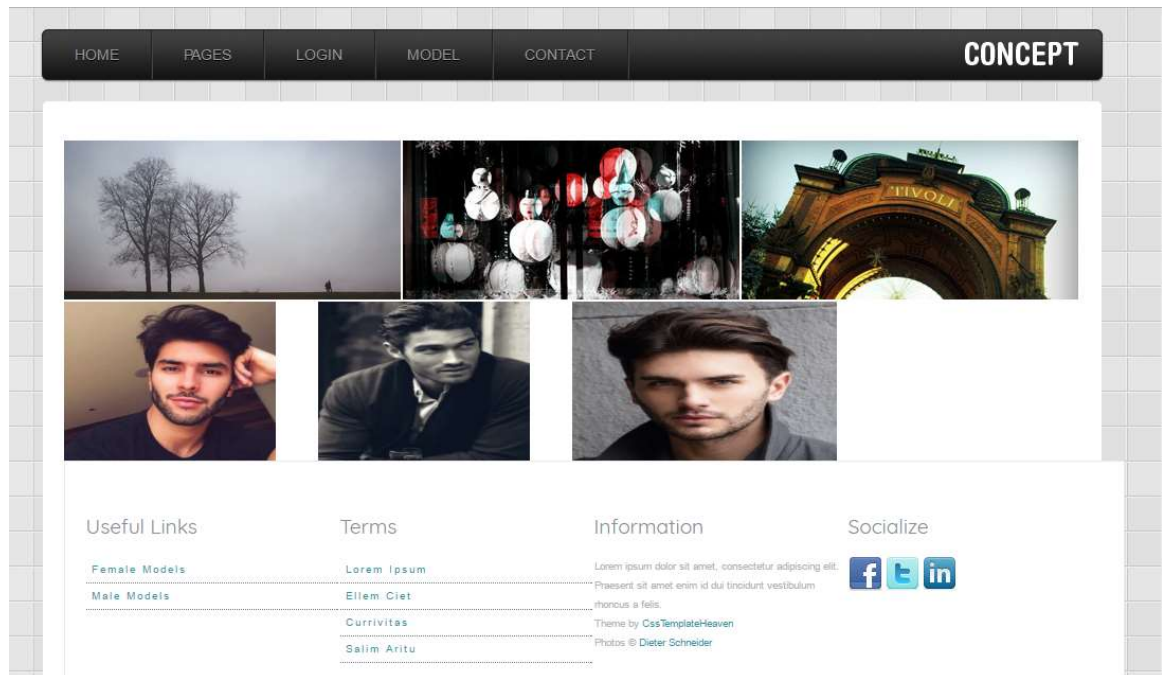 HOME PAGES LOGIN MODEL CONTACT CONCEPT
TIVOLI
Useful Links
Female Models
Male Models
Terms
Lorem Ipsum
Ellem Ciet
Currivitas
Salim Aritu
Information
Lorem ipsum dolor sit amet, consectetur adipiscing elit.
Praesent sit amet enim id dui tincidunt vestibulum
rhoncus a felis.
Theme by CssTemplateHeaven
Photos © Dieter Schneider
Socialize
f t in